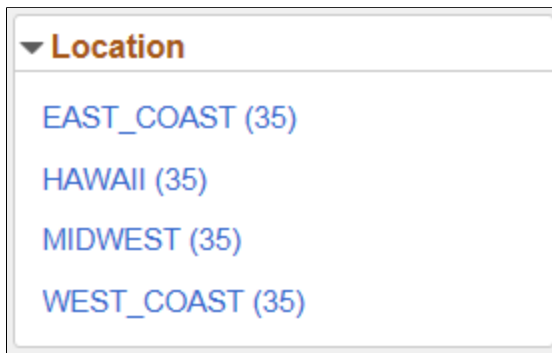 Location
EAST_COAST (35)
HAWAII (35)
MIDWEST (35)
WEST_COAST (35)